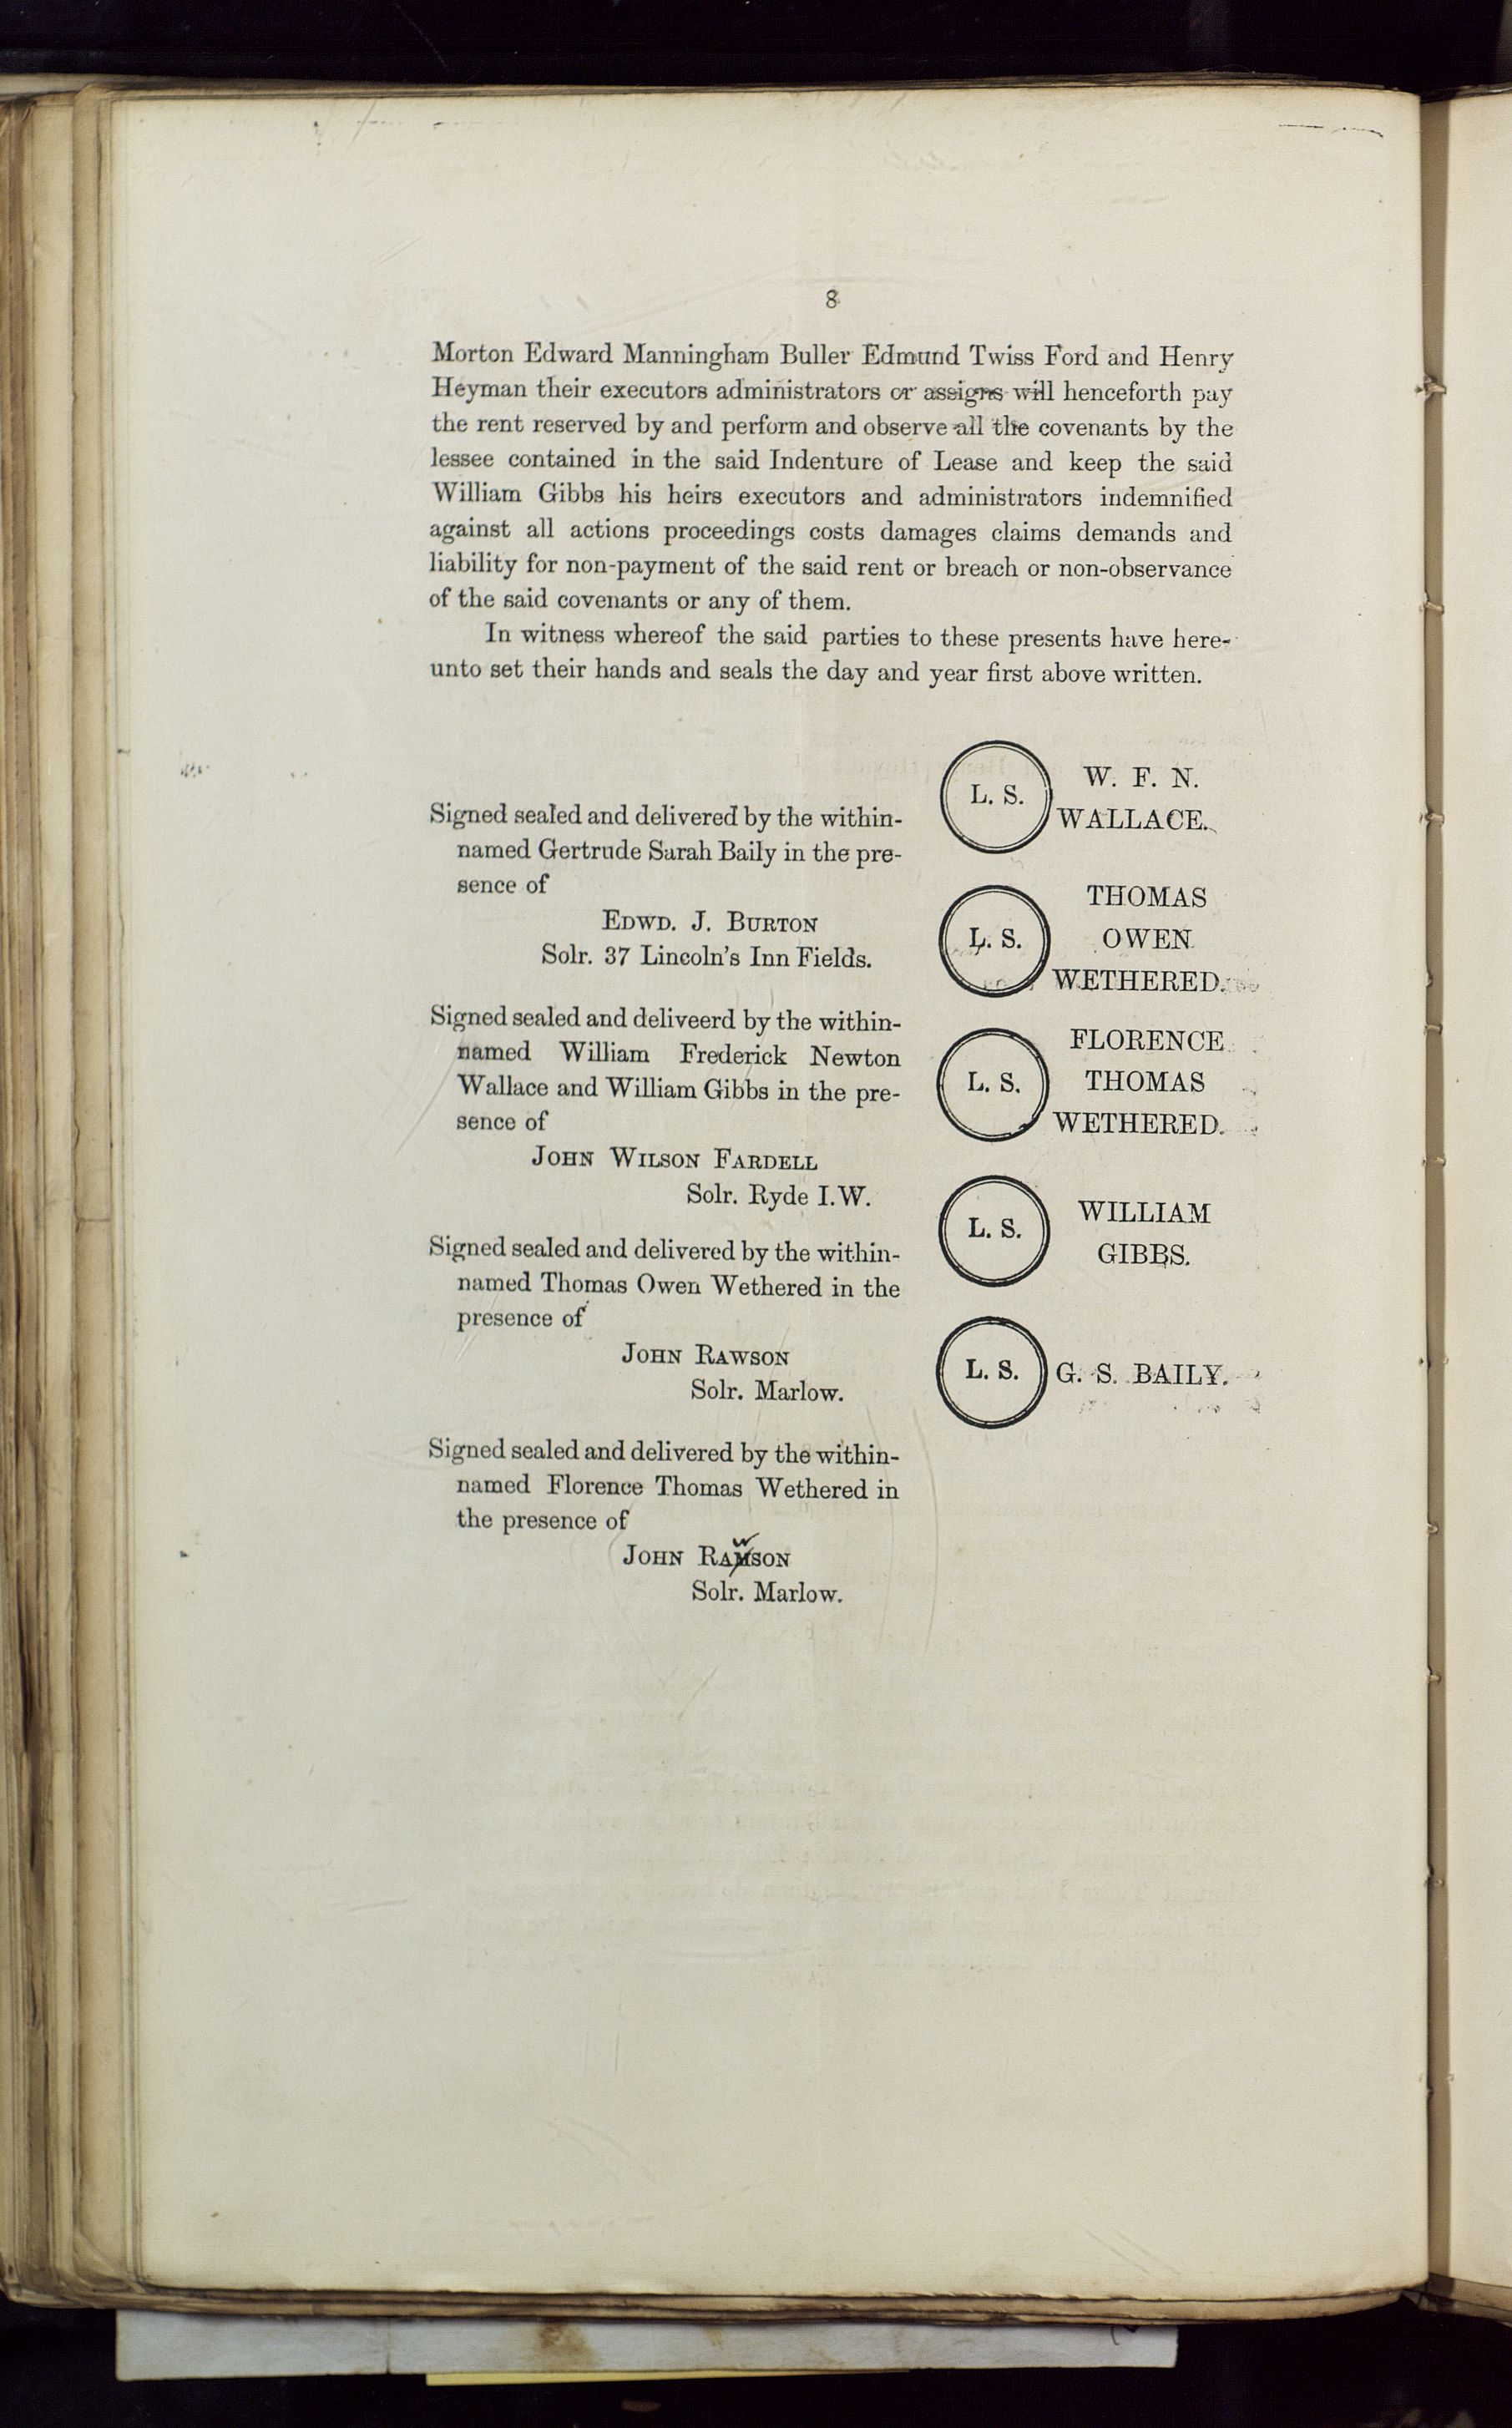 8
Morton Edward Manningham Buller Edmund Twiss Ford and Henry
Heyman their executors administrators or assigns will henceforth pay
the rent reserved by and perform and observe all the covenants by the
lessee contained in the said Indenture of Lease and keep the said
William Gibbs his heirs executors and administrators indemnified
against all actions proceedings costs damages claims demands and
liability for non-payment of the said rent or breach or non-observance
of the said covenants or any of them.
In witness whereof the said parties to these presents have here-
unto set their hands and seals the day and year first above written.
Signed sealed and delivered by the within-
named Gertrude Sarah Baily in the pre-
sence of
EDWD. J. BURTON
Solr. 37 Lincoln's Inn Fields.
Signed sealed and deliveerd by the within-
named William Frederick Newton
Wallace and William Gibbs in the pre-
sence of
JOHN WILSON FARDELL
Solr. Ryde I.W.
Signed sealed and delivered by the within-
named Thomas Owen Wethered in the
presence of
JOHN RAWSON
Solr. Marlow.
Signed sealed and delivered by the within-
named Florence Thomas Wethered in
the presence of
w
JOHN RAMSON
Solr. Marlow.
L. S.
W. F. N.
WALLACE.
L. S.
THOMAS
OWEN
WETHERED.
L. S.
FLORENCE
THOMAS
WETHERED.
L. S.
WILLIAM
GIBBS.
L. S.
G. S. BAILY.